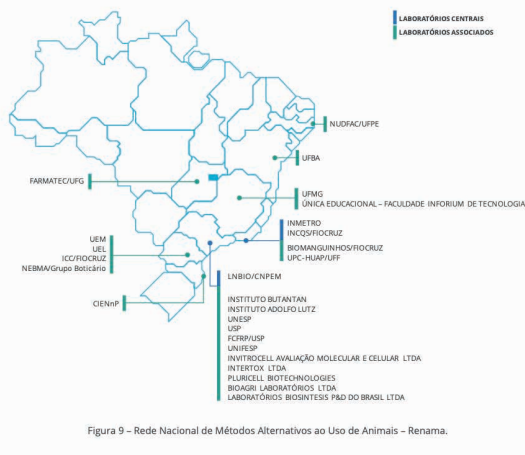 LABORATÓRIOS CENTRAIS
LABORATÓRIOS ASSOCIADOS
NUDFAC/UFPE
UFBA
FARMATEC/UFG
UFMG
ÚNICA EDUCACIONAL – FACULDADE INFORIUM DE TECNOLOGIA
INMETRO
INCQS/FIOCRUZ
BIOMANGUINHOS/FIOCRUZ
UPC-HUAP/UFF
UEM
UEL
ICC/FIOCRUZ
NEBMA/Grupo Boticário
CIENnP
LNBIO/CNPEM
INSTITUTO BUTANTAN
INSTITUTO ADOLFO LUTZ
UNESP
USP
FCFRP/USP
UNIFESP
INVITROCELL AVALIAÇÃO MOLECULAR E CELULAR LTDA
INTERTOX LTDA
PLURICELL BIOTECHNOLOGIES
BIOAGRI LABORATÓRIOS LTDA
LABORATÓRIOS BIOSINTESIS P&D DO BRASIL LTDA
Figura 9 – Rede Nacional de Métodos Alternativos ao Uso de Animais – Renama.